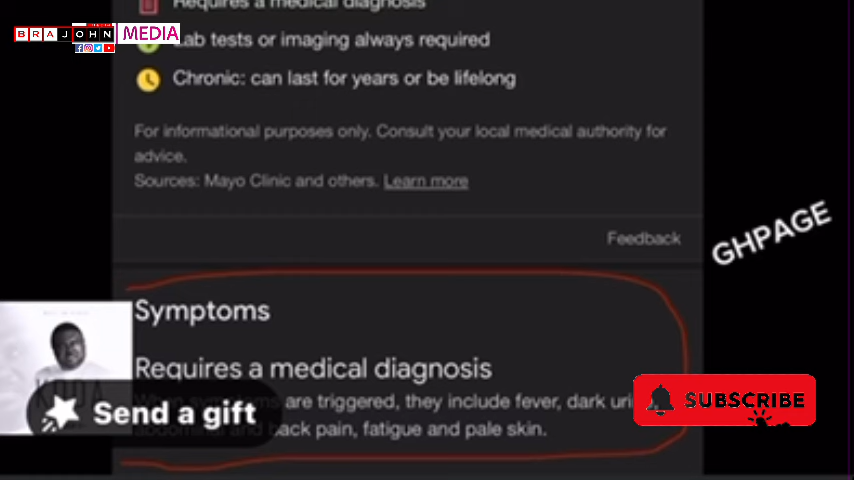 BRAJOHN MEDIA
Requires a medical diagnosis
Lab tests or imaging always required
Chronic: can last for years or be lifelong
For informational purposes only. Consult your local medical authority for
advice.
Sources: Mayo Clinic and others. Learn more
Feedback
GHPAGE
Symptoms
Requires a medical diagnosis
are triggered, they include fever, dark
back pain, fatigue and pale skin.
Send a gift
SUBSCRIBE